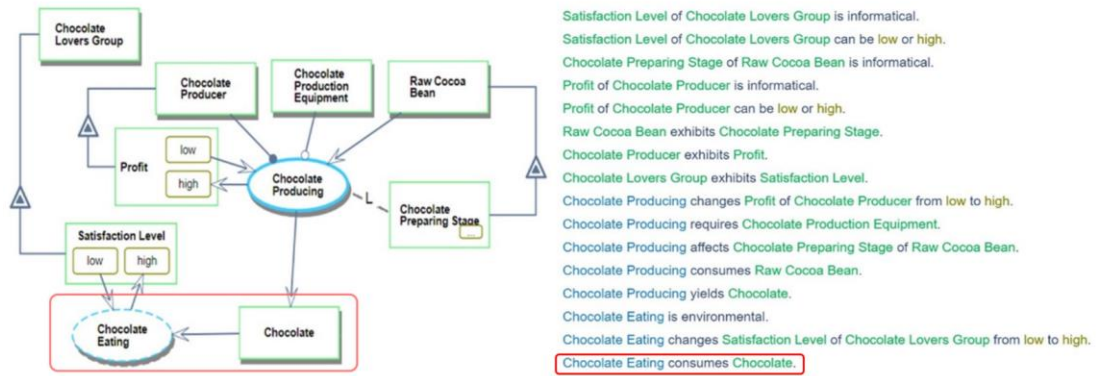 Chocolate
Lovers Group
Chocolate
Producer
Chocolate
Production
Equipment
Raw Cocoa
Bean
Profit
low
high
Chocolate
Producing
L
Chocolate
Preparing Stage
...
Satisfaction Level
low
high
Chocolate
Eating
Chocolate
Satisfaction Level of Chocolate Lovers Group is informatical.
Satisfaction Level of Chocolate Lovers Group can be low or high.
Chocolate Preparing Stage of Raw Cocoa Bean is informatical.
Profit of Chocolate Producer is informatical.
Profit of Chocolate Producer can be low or high.
Raw Cocoa Bean exhibits Chocolate Preparing Stage.
Chocolate Producer exhibits Profit.
Chocolate Lovers Group exhibits Satisfaction Level.
Chocolate Producing changes Profit of Chocolate Producer from low to high.
Chocolate Producing requires Chocolate Production Equipment.
Chocolate Producing affects Chocolate Preparing Stage of Raw Cocoa Bean.
Chocolate Producing consumes Raw Cocoa Bean.
Chocolate Producing yields Chocolate.
Chocolate Eating is environmental.
Chocolate Eating changes Satisfaction Level of Chocolate Lovers Group from low to high.
Chocolate Eating consumes Chocolate.